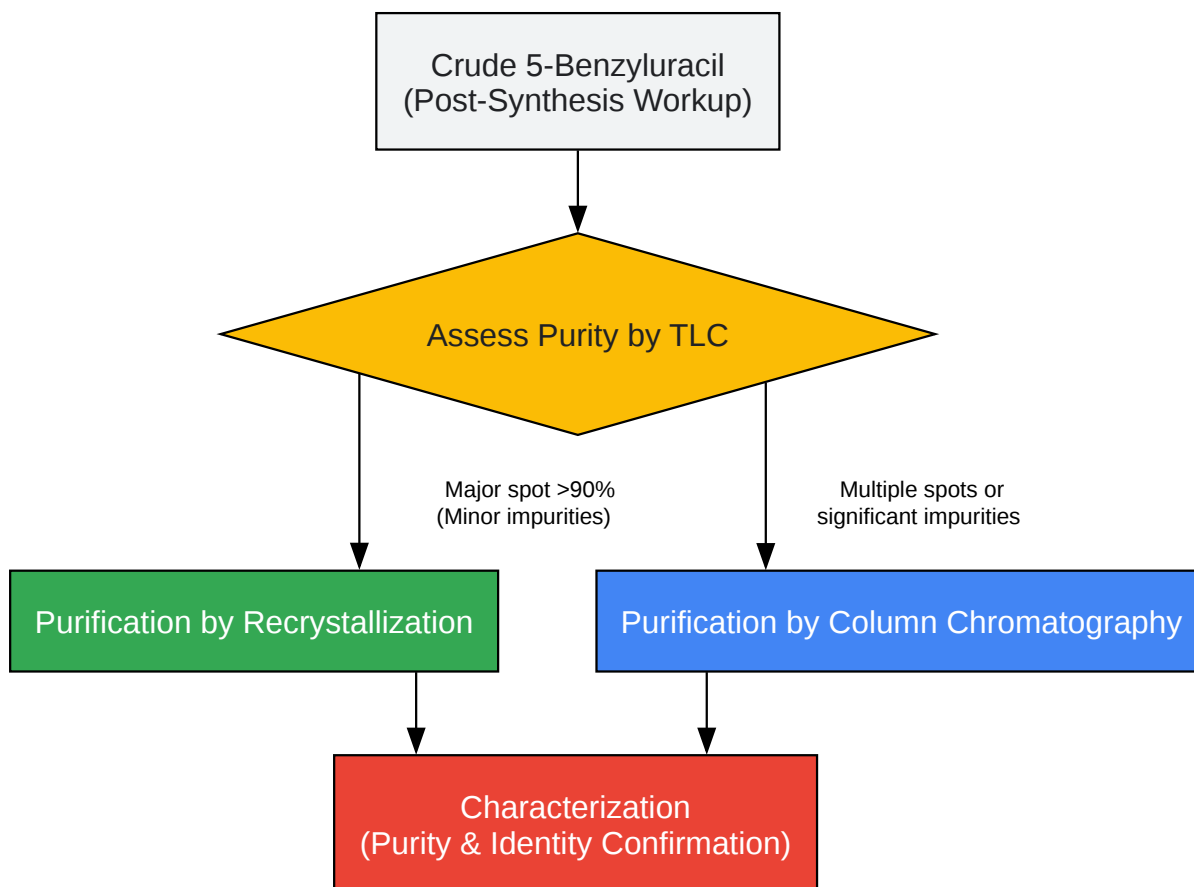 Crude 5-Benzyluracil
(Post-Synthesis Workup)
Assess Purity by TLC
Major spot >90%
(Minor impurities)
Multiple spots or
significant impurities
Purification by Recrystallization
Purification by Column Chromatography
Characterization
(Purity & Identity Confirmation)